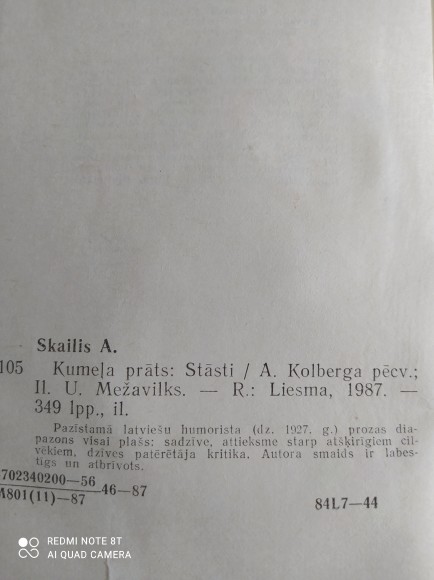 Skailis A.
105 Kumeļa prāts: Stāsti / A. Kolberga pēcv.;
Il. U. Mežavilks. — R.: Liesma, 1987. —
349 lpp., il.
Pazīstamā latviešu humorista (dz. 1927. g.) prozas dia-
pazons visai plašs: sadzīve, attieksme starp atšķirīgiem cil-
vēkiem, dzīves patērētāja kritika. Autora smaids ir labes-
tīgs un atbrīvots.
702340200—56
M801(11)—87
46—87
84L7—44
REDMI NOTE 8T
AI QUAD CAMERA